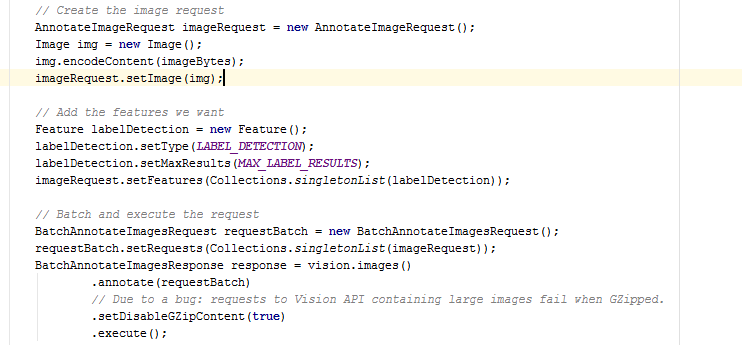 // Create the image request
AnnotateImageRequest imageRequest = new AnnotateImageRequest();
Image img = new Image();
img.encodeContent(imageBytes);
imageRequest.setImage(img);
// Add the features we want
Feature labelDetection = new Feature();
labelDetection.setType(LABEL_DETECTION);
labelDetection.setMaxResults(MAX_LABEL_RESULTS);
imageRequest.setFeatures(Collections.singletonList(labelDetection));
// Batch and execute the request
BatchAnnotateImagesRequest requestBatch = new BatchAnnotateImagesRequest();
requestBatch.setRequests(Collections.singletonList(imageRequest));
BatchAnnotateImagesResponse response = vision.images()
.annotate(requestBatch)
// Due to a bug: requests to Vision API containing large images fail when GZipped.
.setDisableGZipContent(true)
.execute();